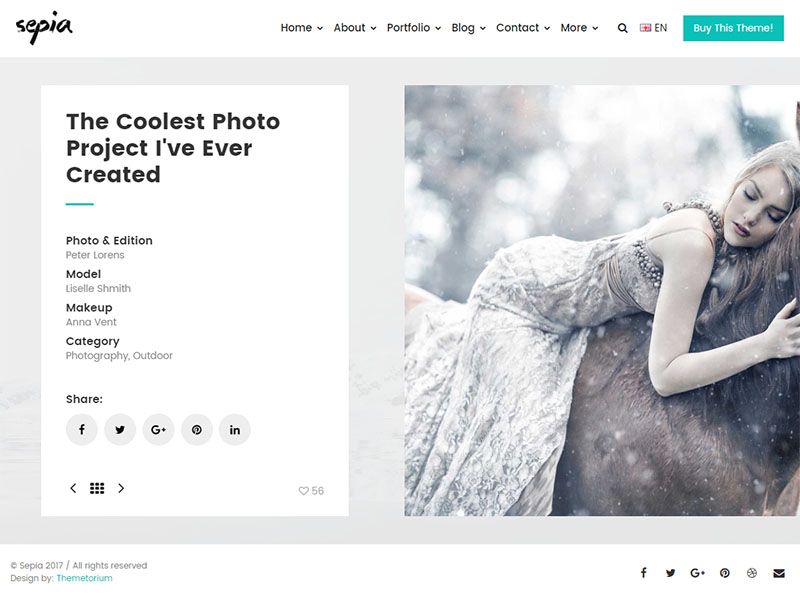 sepia
Home About Portfolio Blog Contact More EN Buy This Theme!
The Coolest Photo
Project I've Ever
Created
Photo & Edition
Peter Lorens
Model
Liselle Shmith
Makeup
Anna Vent
Category
Photography, Outdoor
Share:
56
© Sepia 2017 / All rights reserved
Design by: Themetorium